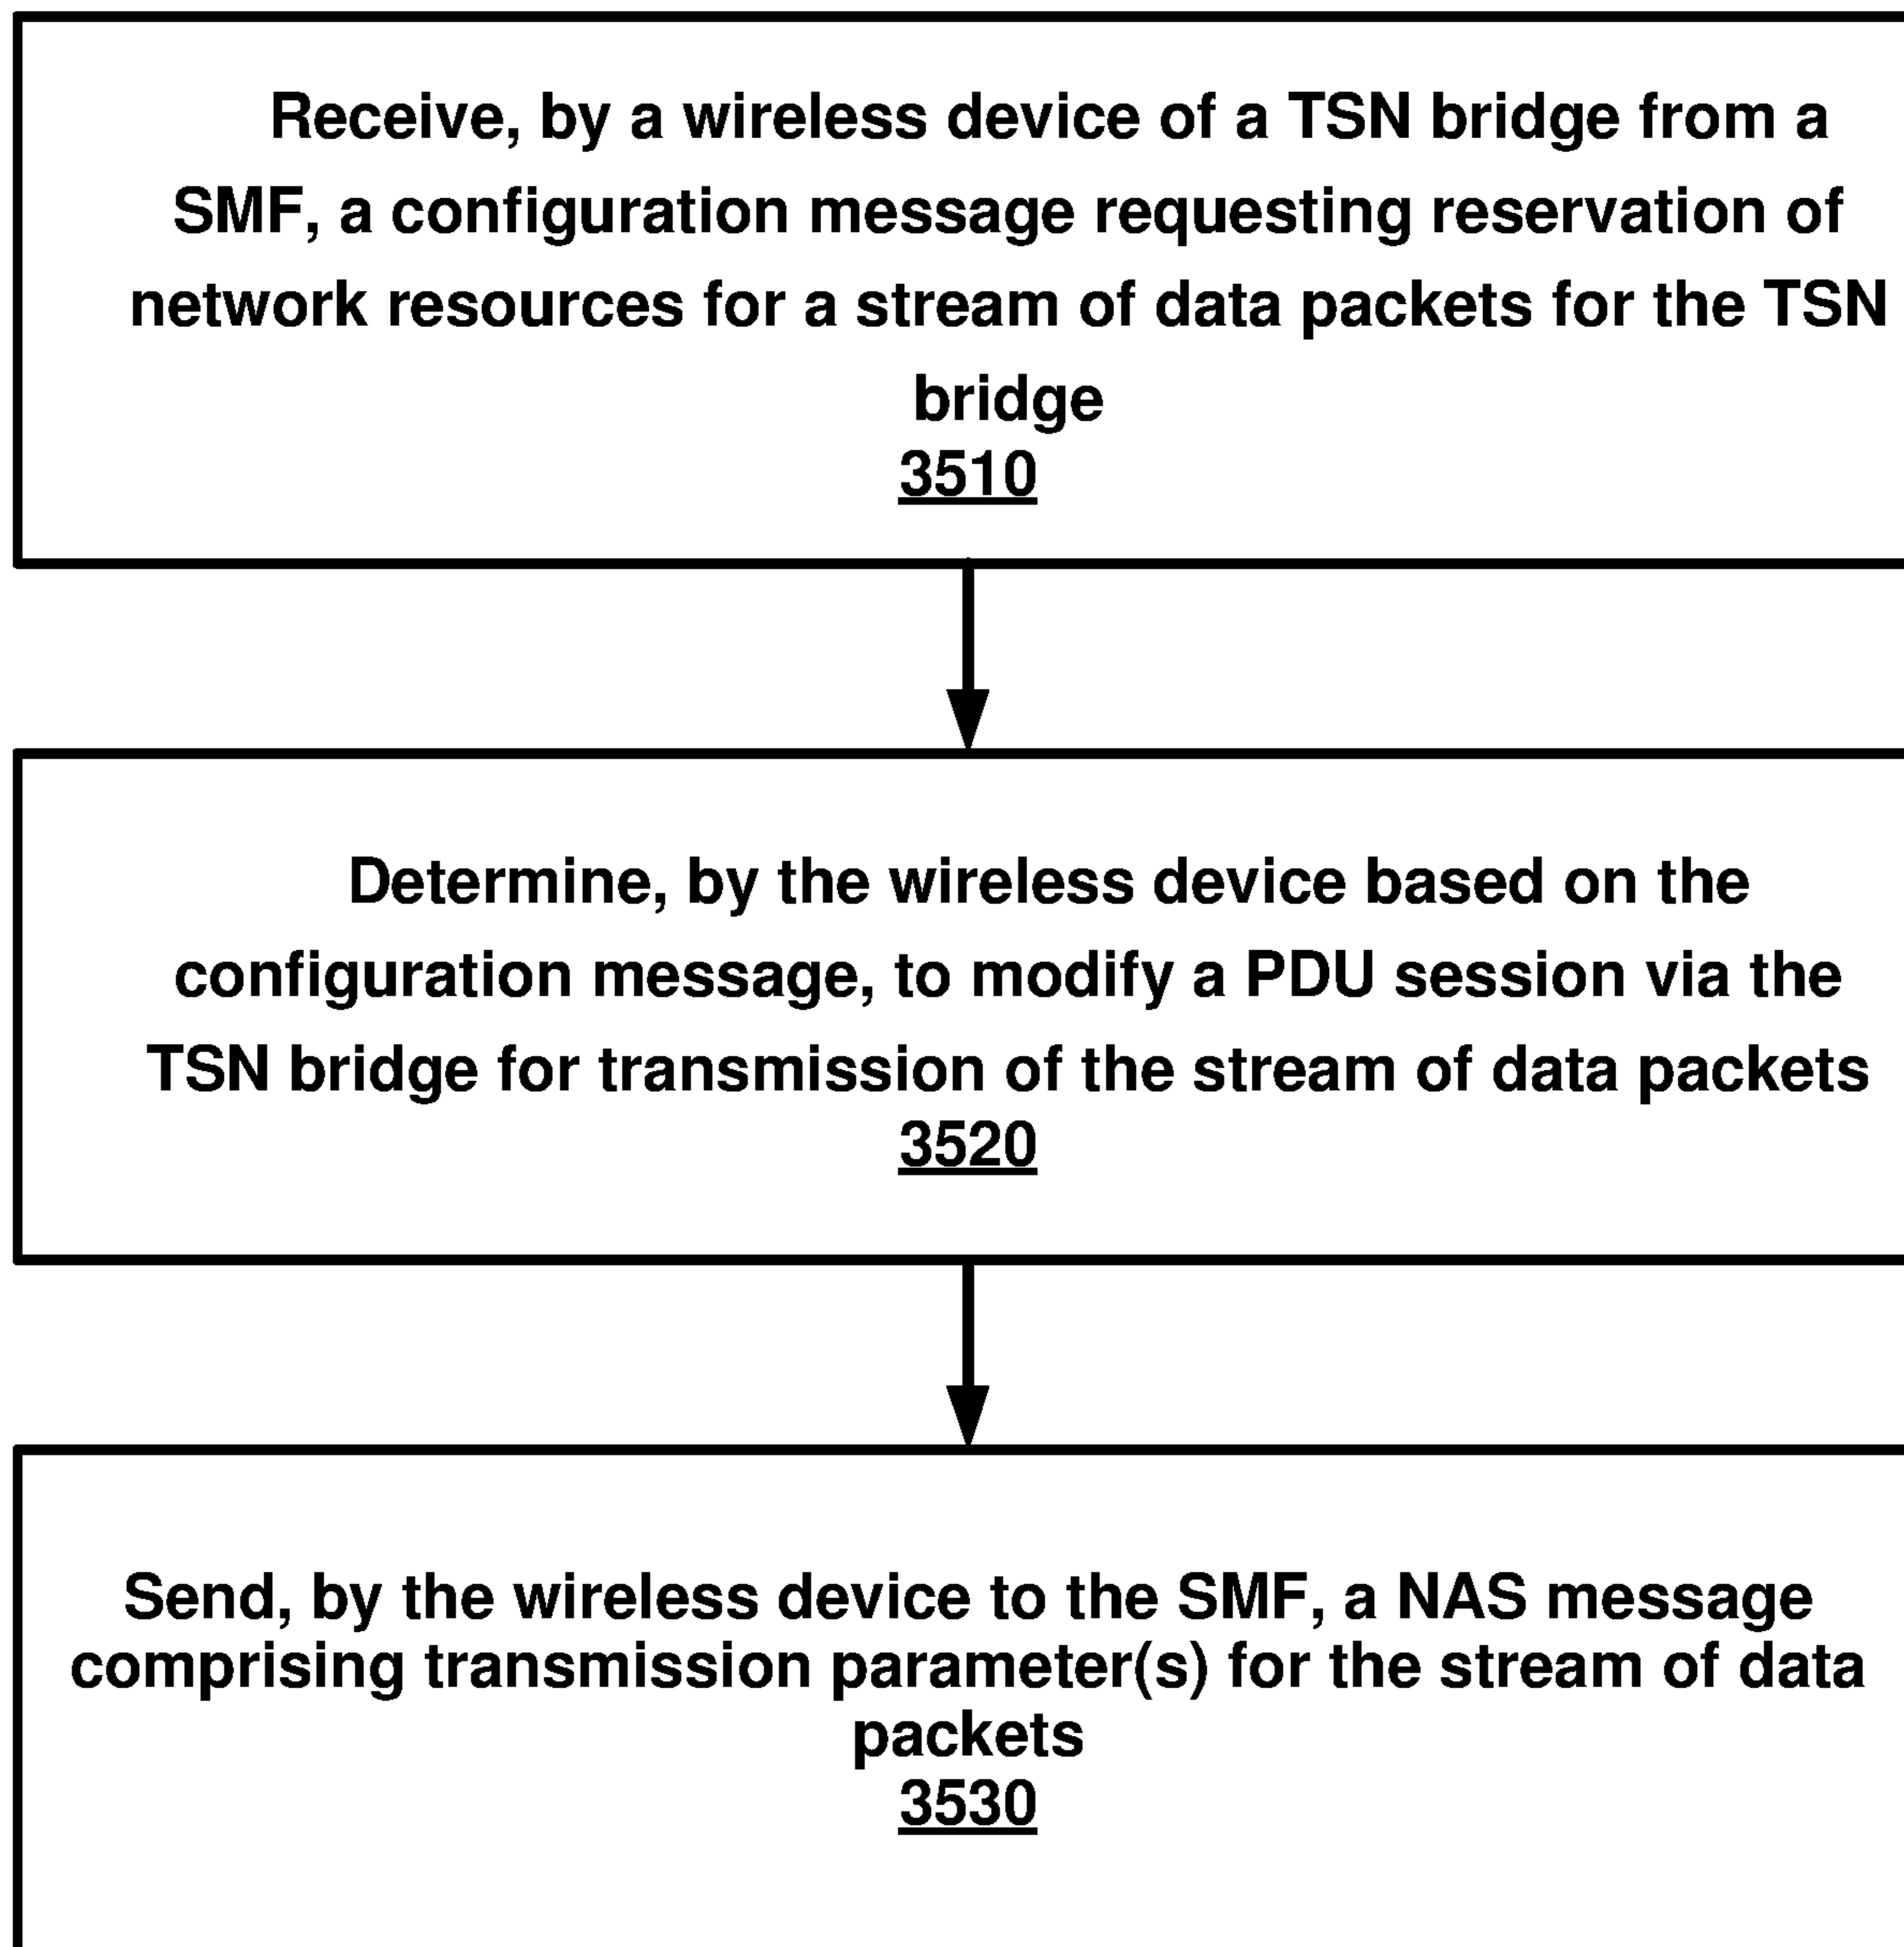 Receive, by a wireless device of a TSN bridge from a
SMF, a configuration message requesting reservation of
network resources for a stream of data packets for the TSN
bridge
3510
Determine, by the wireless device based on the
configuration message, to modify a PDU session via the
TSN bridge for transmission of the stream of data packets
3520
Send, by the wireless device to the SMF, a NAS message
comprising transmission parameter(s) for the stream of data
packets
3530